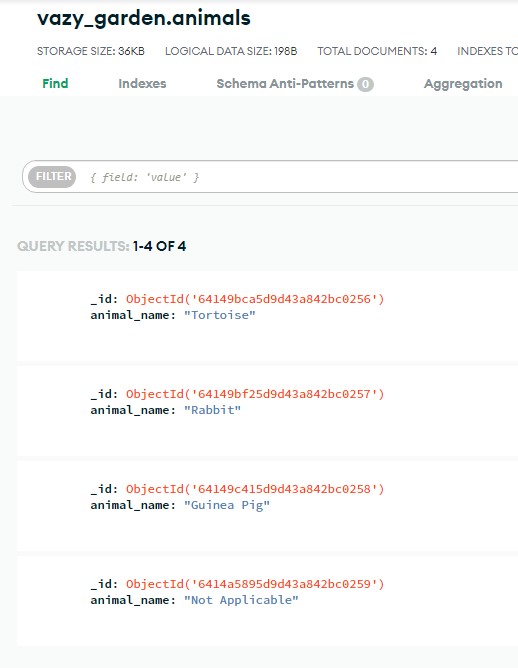 vazy_garden.animals
STORAGE SIZE: 36KB LOGICAL DATA SIZE: 198B TOTAL DOCUMENTS: 4 INDEXES TO
Find Indexes Schema Anti-Patterns 0 Aggregation
FILTER { field: 'value' }
QUERY RESULTS: 1-4 OF 4
_id: ObjectId('64149bca5d9d43a842bc0256')
animal_name: "Tortoise"
_id: ObjectId('64149bf25d9d43a842bc0257')
animal_name: "Rabbit"
_id: ObjectId('64149c415d9d43a842bc0258')
animal_name: "Guinea Pig"
_id: ObjectId('6414a5895d9d43a842bc0259')
animal_name: "Not Applicable"